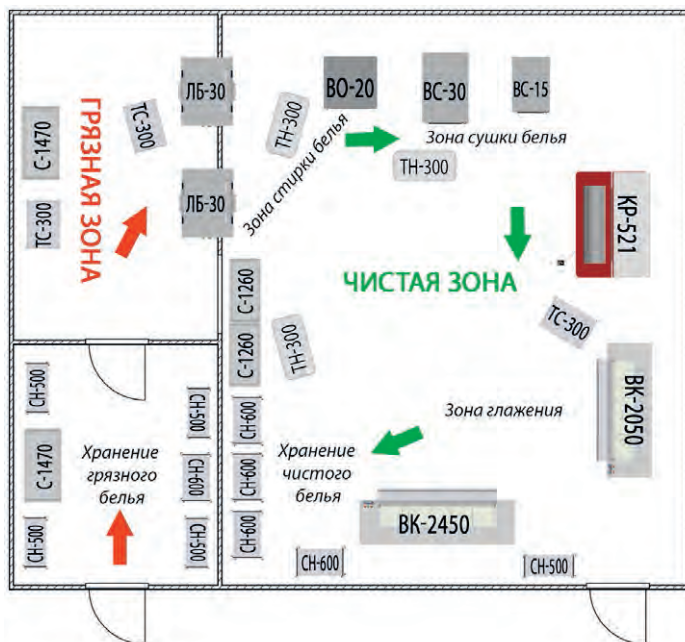 ГРЯЗНАЯ ЗОНА
С-1470
ТС-300
ТС-300
ЛБ-30
ЛБ-30
ТН-300
Зона стирки белья
ВО-20
ВС-30
ВС-15
Зона сушки белья
ТН-300
КР-521
ЧИСТАЯ ЗОНА
ТС-300
С-1260
С-1260
ТН-300
ВК-2050
Зона глажения
СН-500
СН-500
С-1470
Хранение
грязного
белья
СН-600
СН-500
СН-500
СН-600
СН-600
СН-600
Хранение
чистого
белья
ВК-2450
СН-600
СН-500